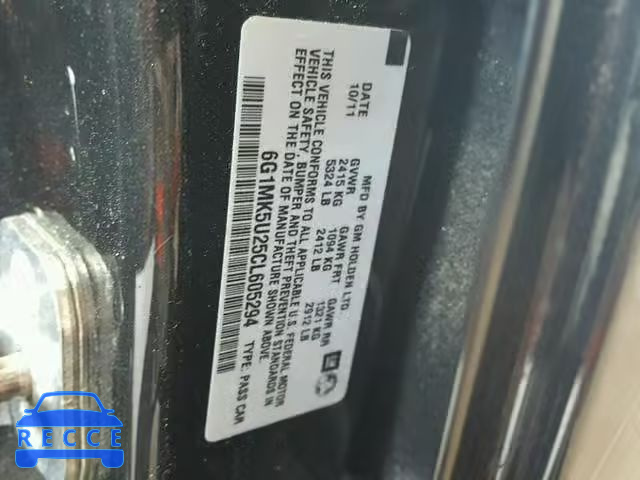 MFD BY GM HOLDEN LTD
DATE GVWR GAWR FRT GAWR RR
10/11 2415 KG 1094 KG 1321 KG
5324 LB 2412 LB 2912 LB
THIS VEHICLE CONFORMS TO ALL APPLICABLE U.S. FEDERAL MOTOR
VEHICLE SAFETY, BUMPER AND THEFT PREVENTION STANDARDS IN
EFFECT ON THE DATE OF MANUFACTURE SHOWN ABOVE.
6G1MK5U25CL605294 TYPE: PASS CAR
GM
RECCE